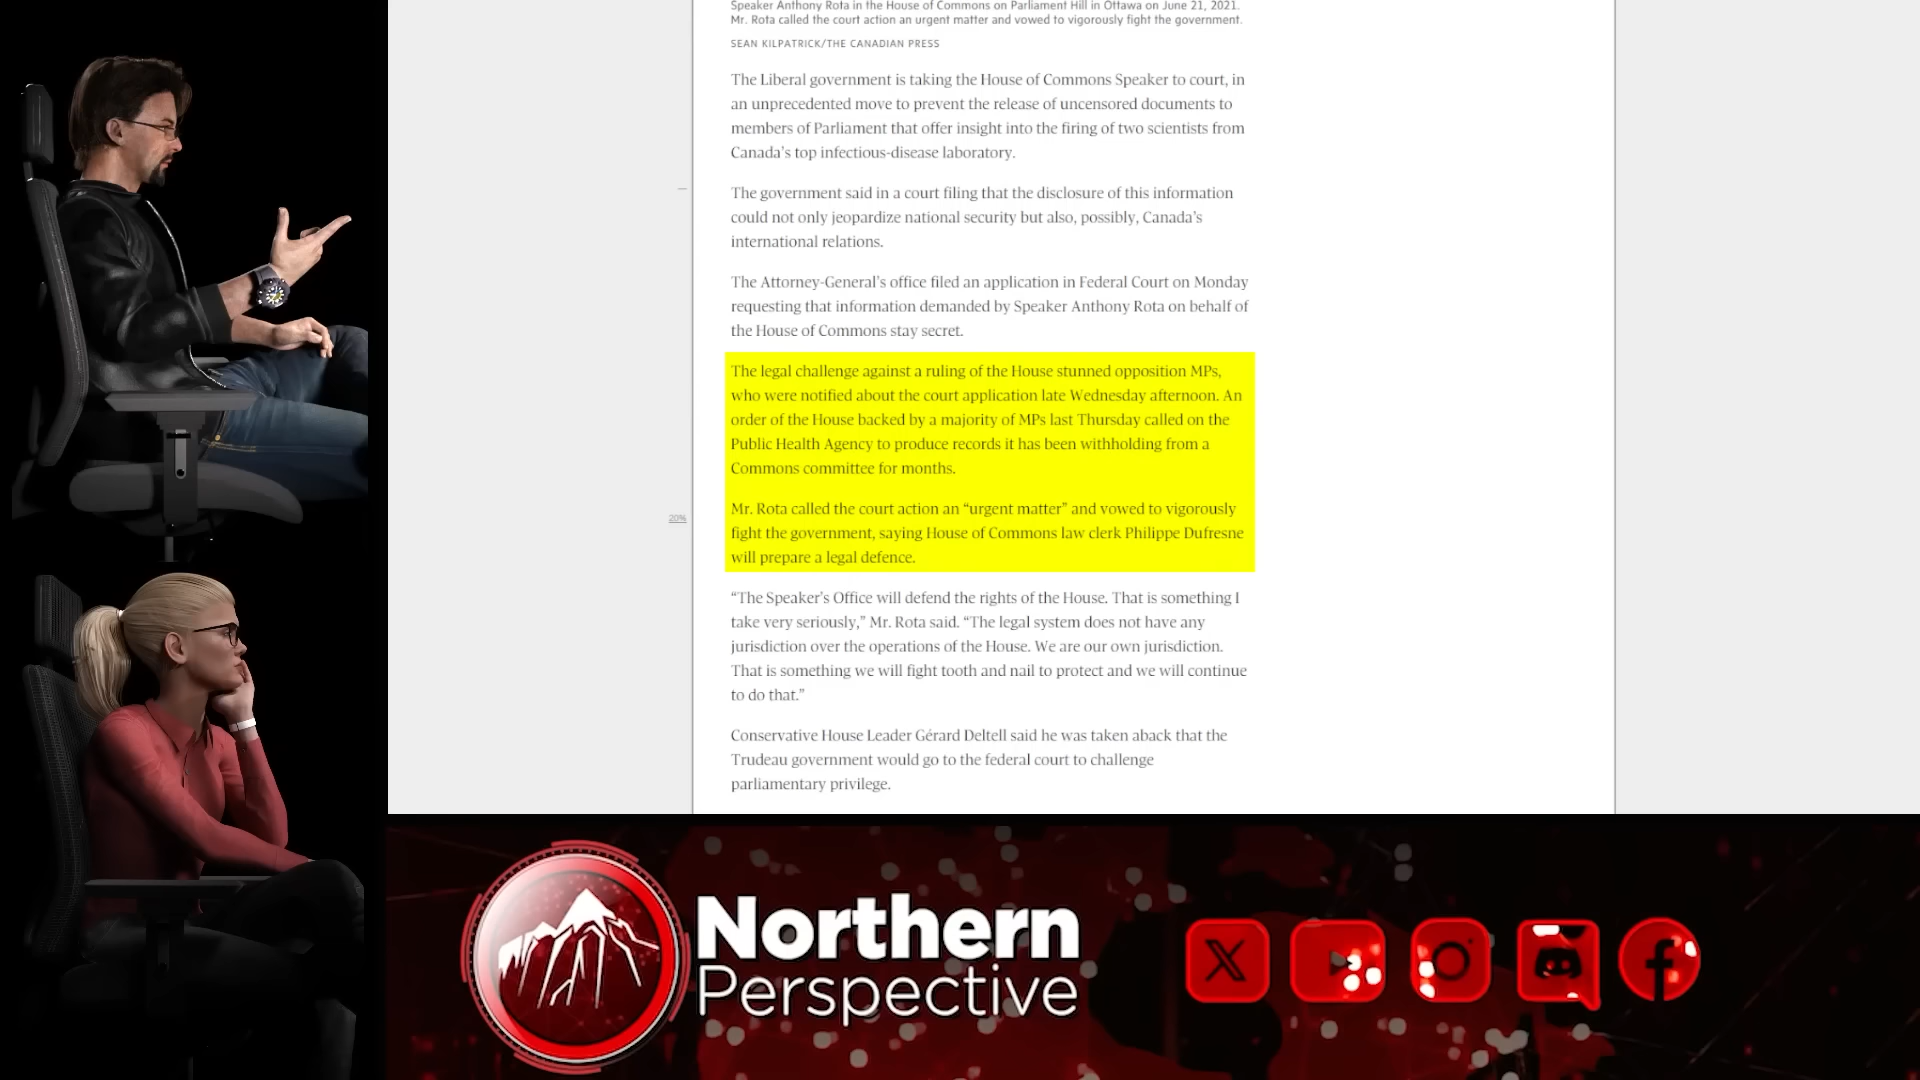 Speaker Anthony Rota in the House of Commons on Parliament Hill in Ottawa on June 21, 2021.
Mr. Rota called the court action an urgent matter and vowed to vigorously fight the government.
SEAN KILPATRICK/THE CANADIAN PRESS
The Liberal government is taking the House of Commons Speaker to court, in
an unprecedented move to prevent the release of uncensored documents to
members of Parliament that offer insight into the firing of two scientists from
Canada's top infectious-disease laboratory.
The government said in a court filing that the disclosure of this information
could not only jeopardize national security but also, possibly, Canada's
international relations.
The Attorney-General's office filed an application in Federal Court on Monday
requesting that information demanded by Speaker Anthony Rota on behalf of
the House of Commons stay secret.
The legal challenge against a ruling of the House stunned opposition MPs,
who were notified about the court application late Wednesday afternoon. An
order of the House backed by a majority of MPs last Thursday called on the
Public Health Agency to produce records it has been withholding from a
Commons committee for months.
Mr. Rota called the court action an “urgent matter” and vowed to vigorously
20%
fight the government, saying House of Commons law clerk Philippe Dufresne
will prepare a legal defence.
“The Speaker's Office will defend the rights of the House. That is something I
take very seriously,” Mr. Rota said. “The legal system does not have any
jurisdiction over the operations of the House. We are our own jurisdiction.
That is something we will fight tooth and nail to protect and we will continue
to do that.”
Conservative House Leader Gérard Deltell said he was taken aback that the
Trudeau government would go to the federal court to challenge
parliamentary privilege.
Northern
Perspective